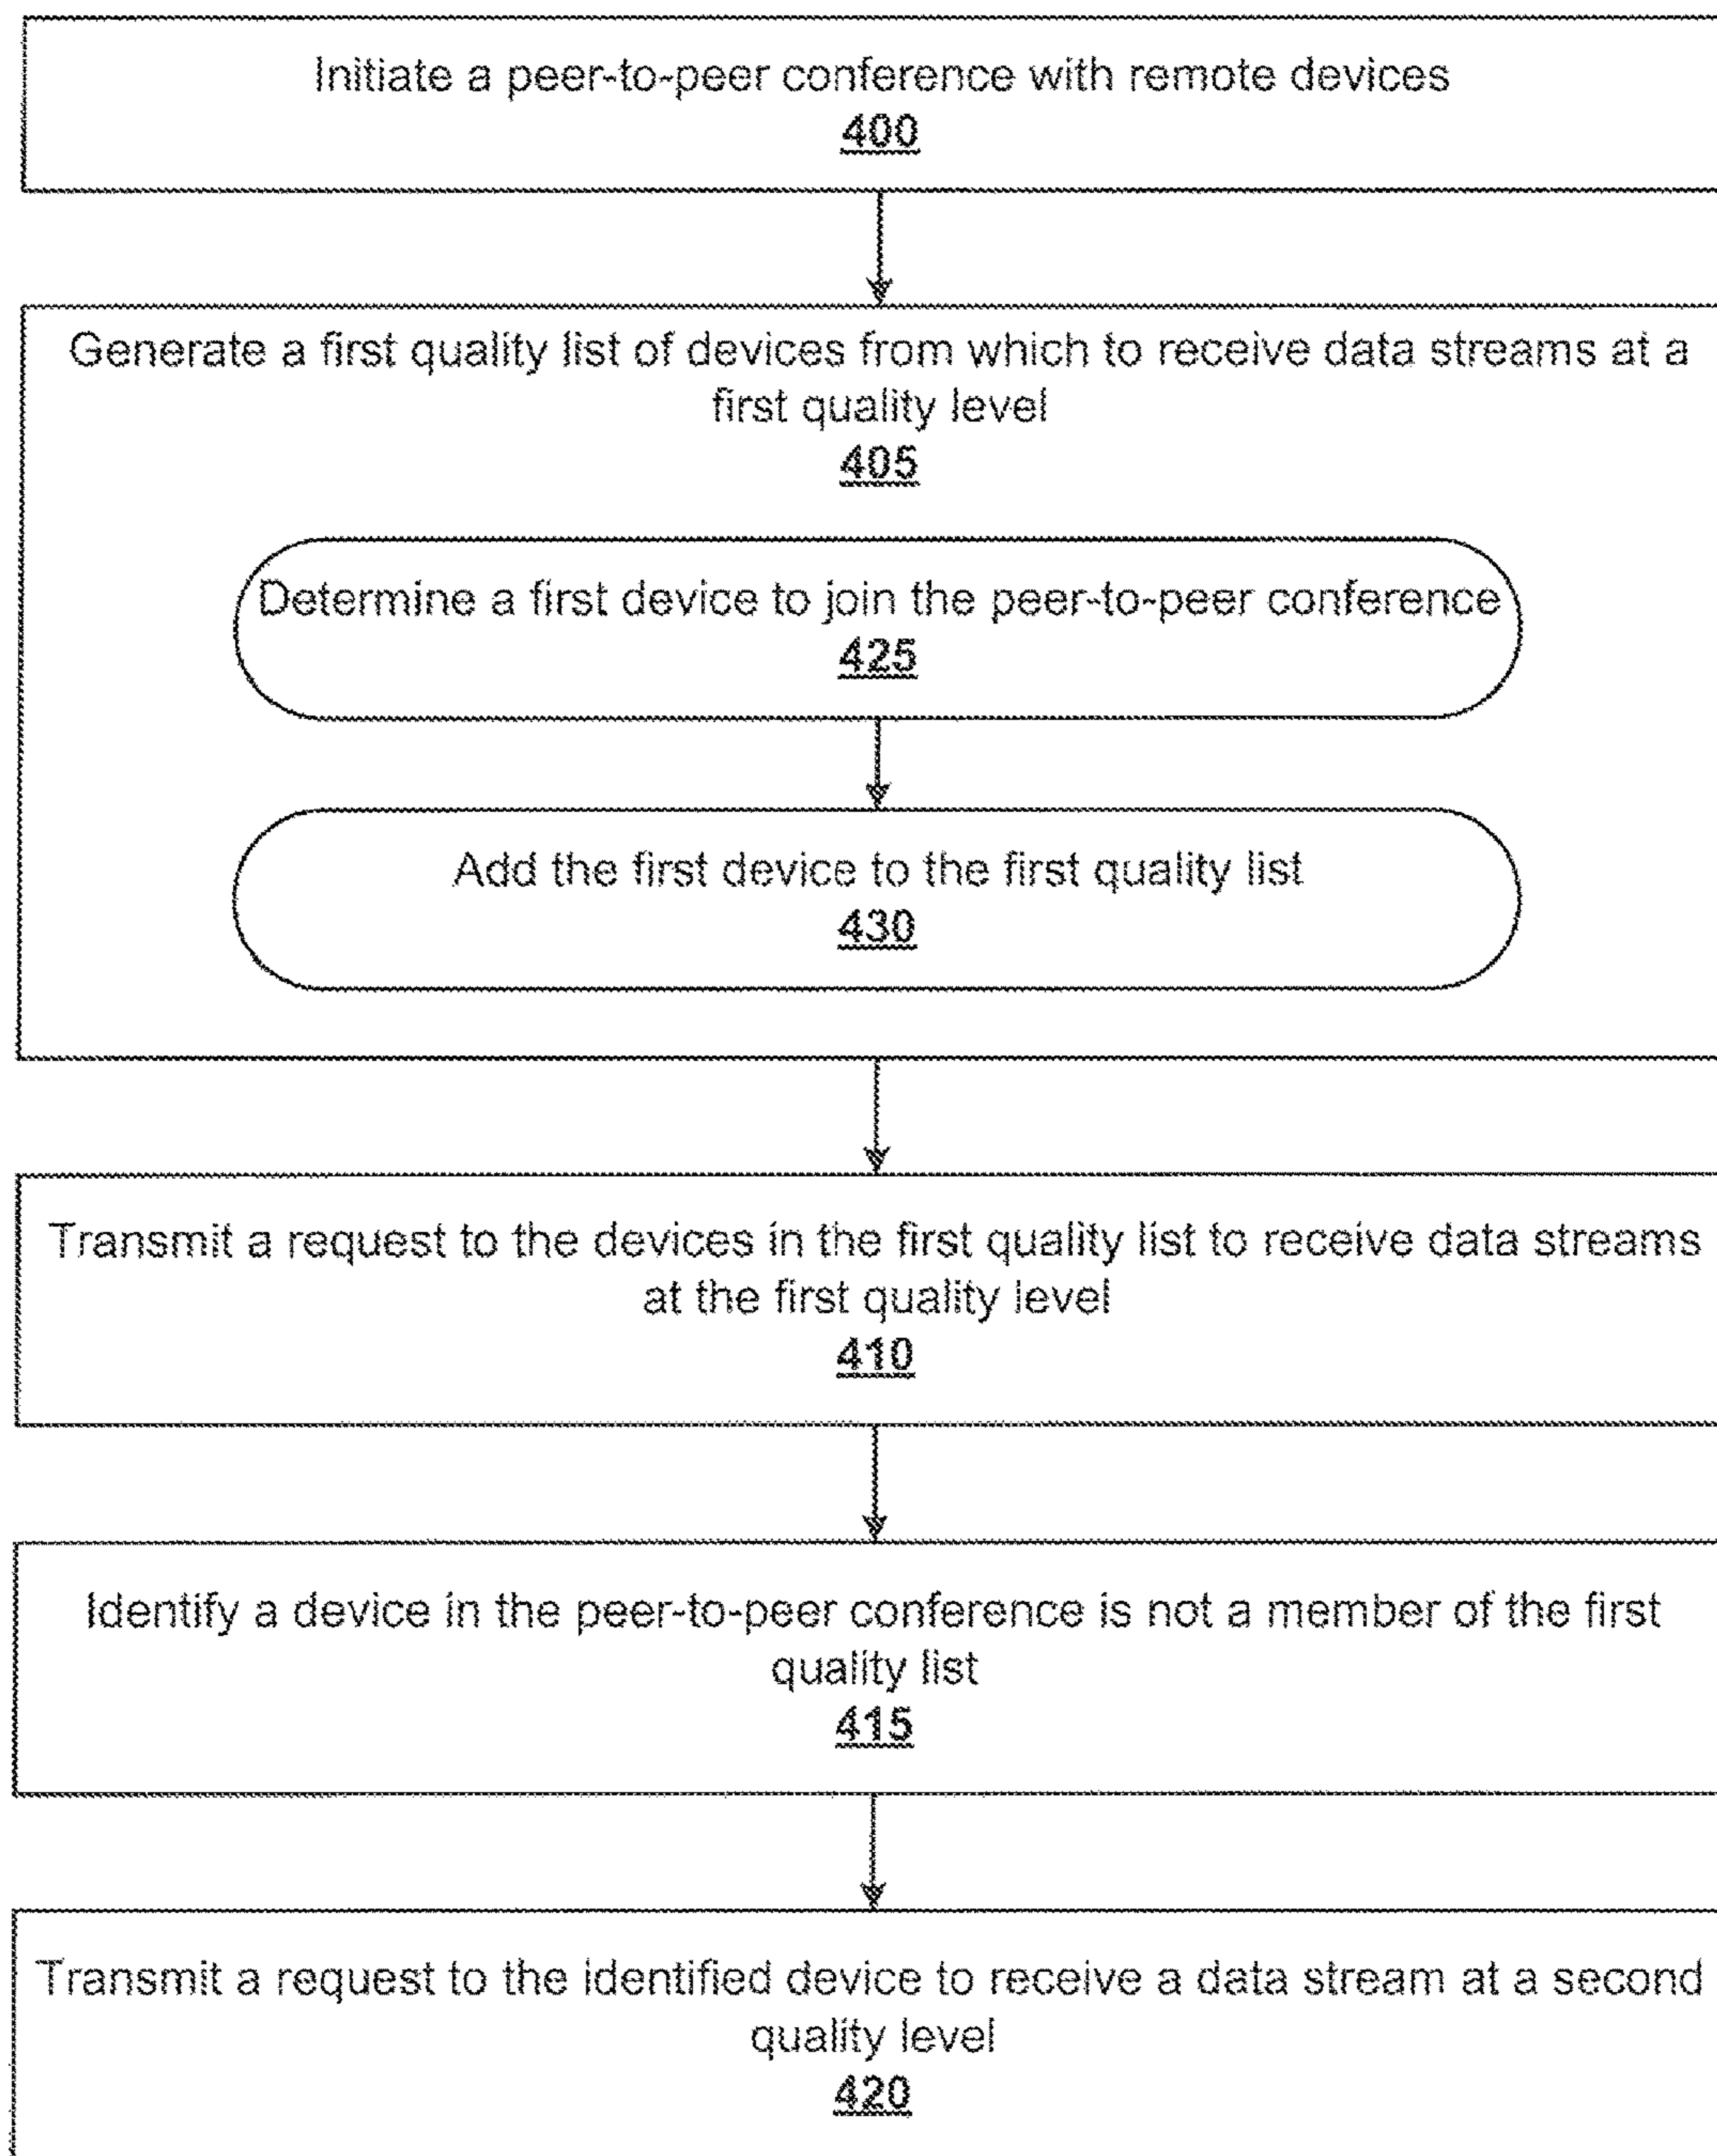 Initiate a peer-to-peer conference with remote devices
400
Generate a first quality list of devices from which to receive data streams at a
first quality level
405
Determine a first device to join the peer-to-peer conference
425
Add the first device to the first quality list
430
Transmit a request to the devices in the first quality list to receive data streams
at the first quality level
410
Identify a device in the peer-to-peer conference is not a member of the first
quality list
415
Transmit a request to the identified device to receive a data stream at a second
quality level
420